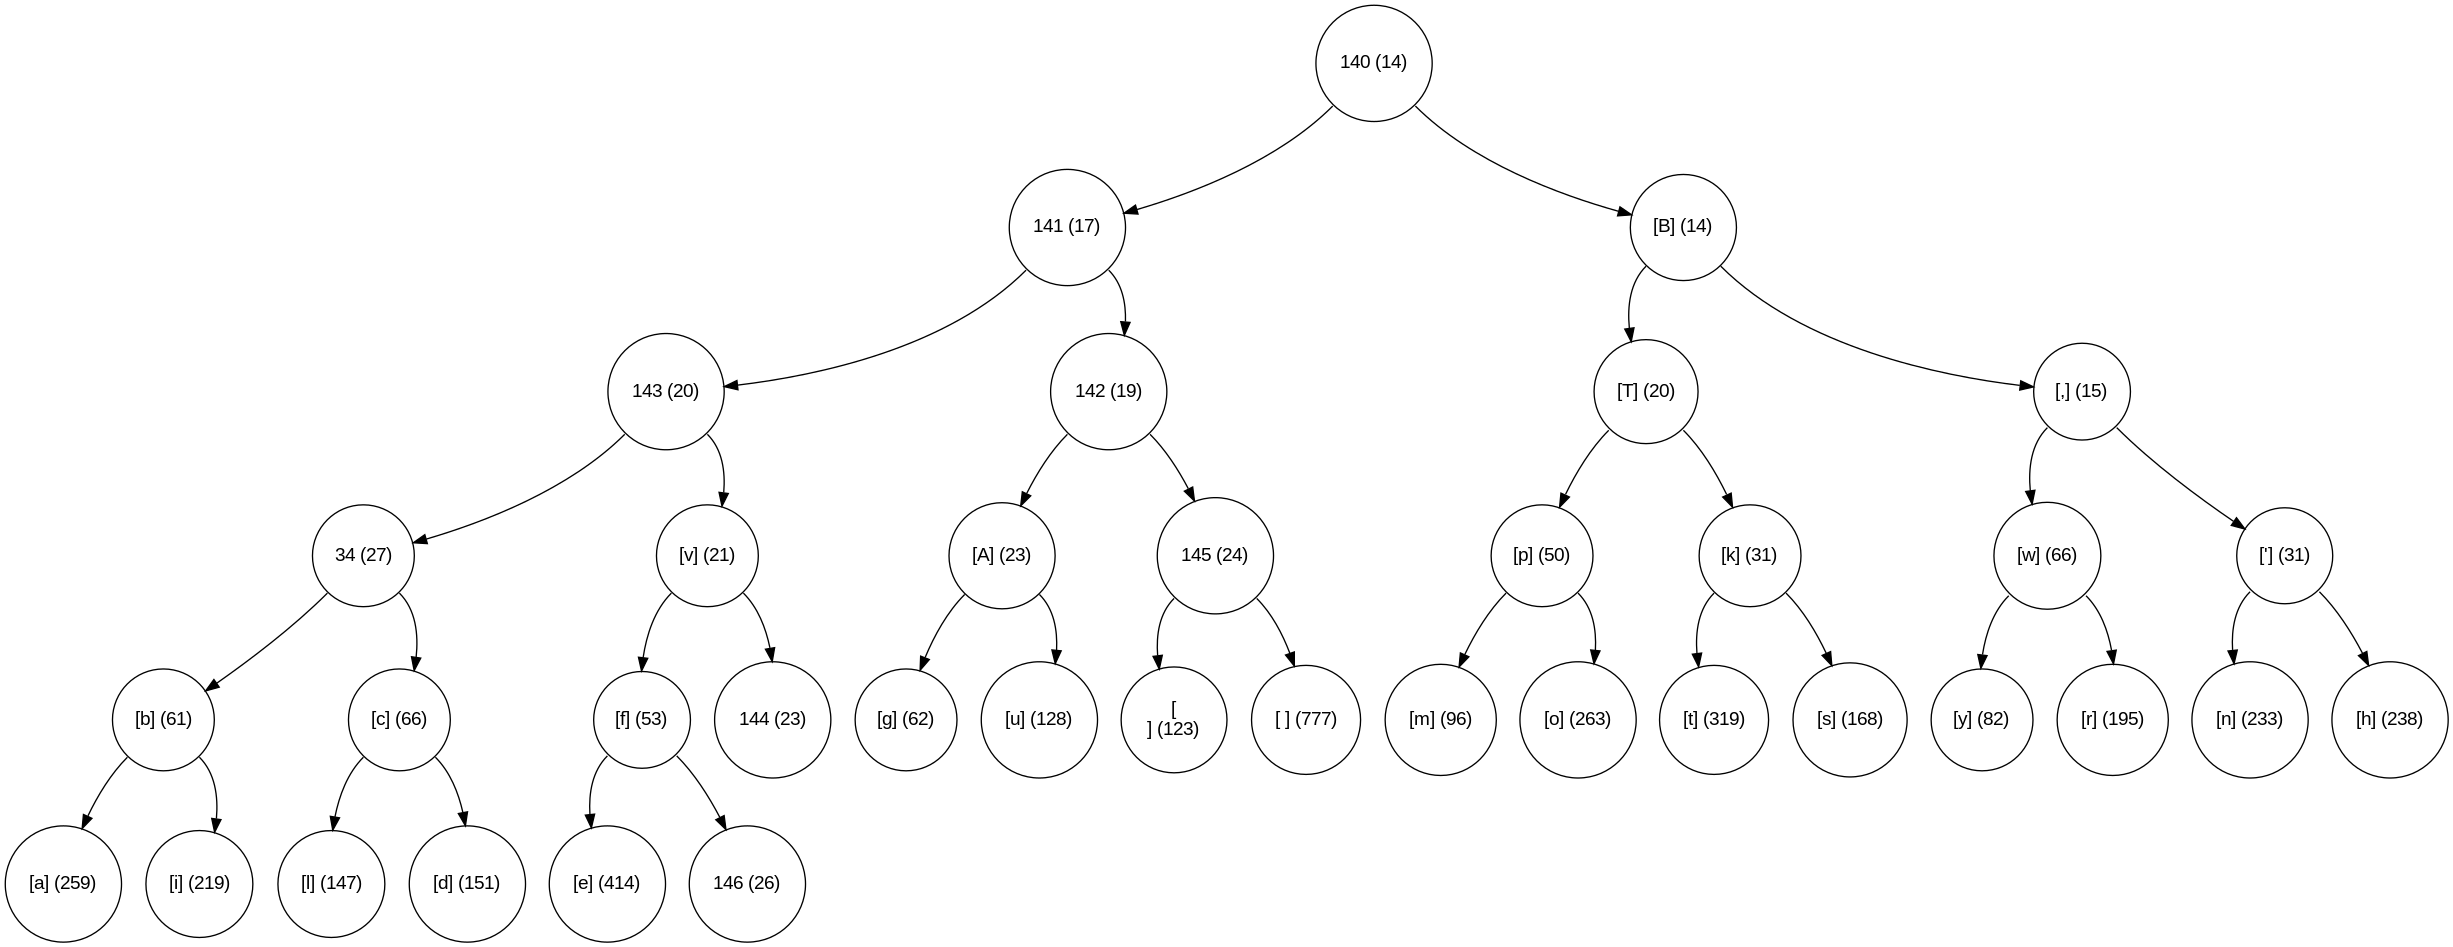 140 (14)
141 (17)
[B] (14)
143 (20)
142 (19)
[T] (20)
[,] (15)
34 (27)
[v] (21)
[A] (23)
145 (24)
[p] (50)
[k] (31)
[w] (66)
['] (31)
[b] (61)
[c] (66)
[f] (53)
144 (23)
[g] (62)
[u] (128)
[
] (123)
[ ] (777)
[m] (96)
[o] (263)
[t] (319)
[s] (168)
[y] (82)
[r] (195)
[n] (233)
[h] (238)
[a] (259)
[i] (219)
[l] (147)
[d] (151)
[e] (414)
146 (26)